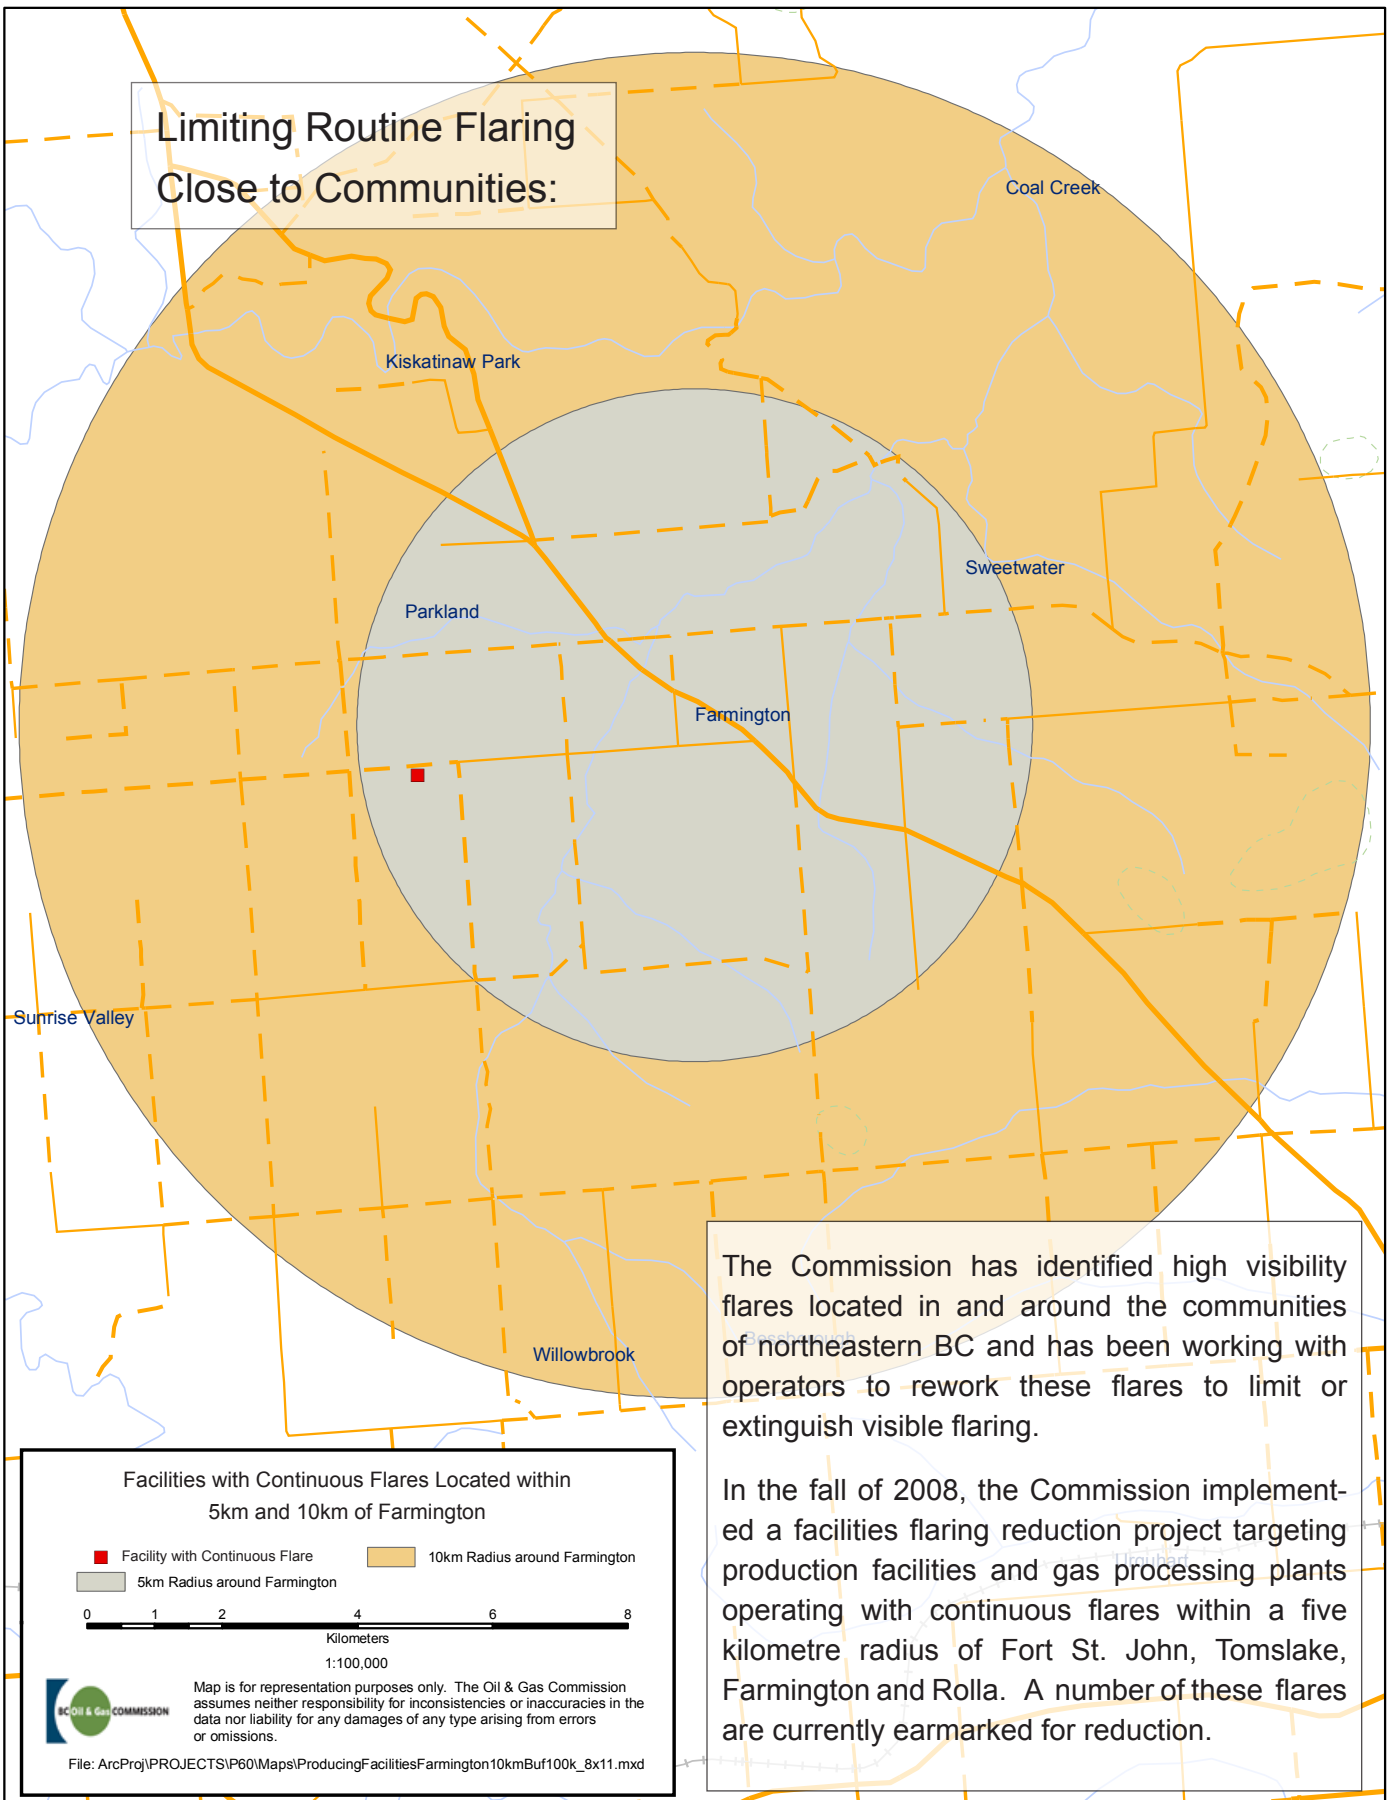 Limiting Routine Flaring
Close to Communities:
Coal Creek
Kiskatinaw Park
Sweetwater
Parkland
Farmington
Sunrise Valley
Willowbrook
Bessborough
Urquhart
The Commission has identified high visibility
flares located in and around the communities
of northeastern BC and has been working with
operators to rework these flares to limit or
extinguish visible flaring.
In the fall of 2008, the Commission implement-
ed a facilities flaring reduction project targeting
production facilities and gas processing plants
operating with continuous flares within a five
kilometre radius of Fort St. John, Tomslake,
Farmington and Rolla. A number of these flares
are currently earmarked for reduction.
Facilities with Continuous Flares Located within
5km and 10km of Farmington
Facility with Continuous Flare
10km Radius around Farmington
5km Radius around Farmington
0 1 2 4 6 8
Kilometers
1:100,000
BC Oil & Gas COMMISSION
Map is for representation purposes only. The Oil & Gas Commission
assumes neither responsibility for inconsistencies or inaccuracies in the
data nor liability for any damages of any type arising from errors
or omissions.
File: ArcProj\PROJECTS\P60\Maps\ProducingFacilitiesFarmington10kmBuf100k_8x11.mxd